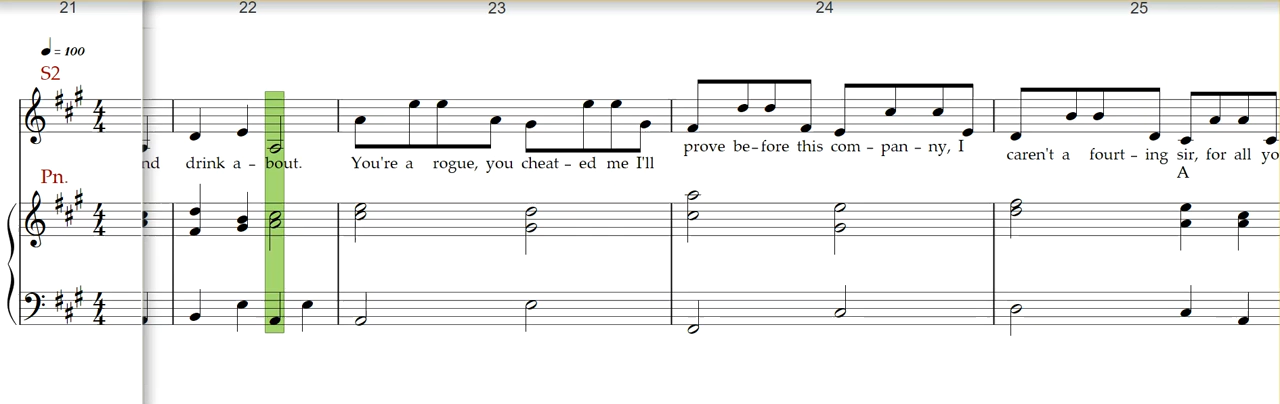 21 22 23 24 25
= 100
S2
nd drink a - bout. You're a rogue, you cheat - ed me I'll prove be - fore this com - pan - ny, I caren't a fourt - ing sir, for all yo
A
Pn.